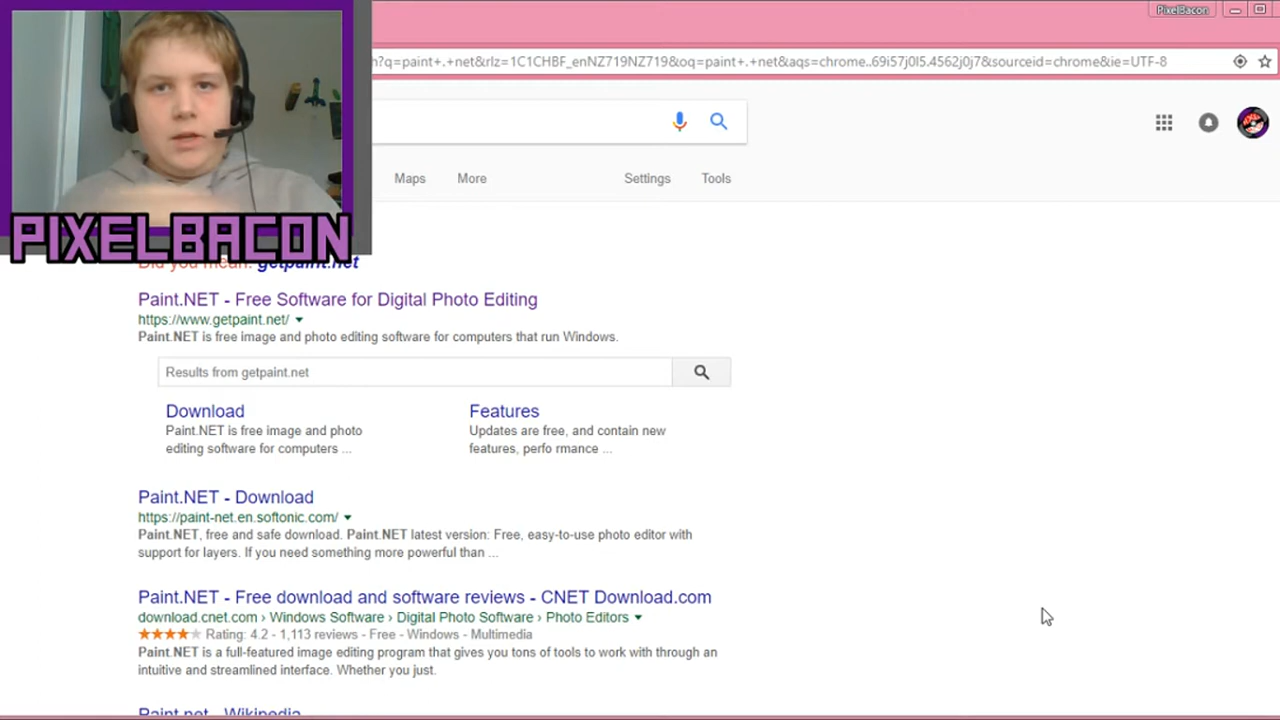 PixelBacon
h?q=paint+.+net&rlz=1C1CHBF_enNZ719NZ719&oq=paint+.+net&aqs=chrome..69i57j0l5.4562j0j7&sourceid=chrome&ie=UTF-8
Maps More Settings Tools
PIXELBACON
Did you mean: getpaint.net
Paint.NET - Free Software for Digital Photo Editing
https://www.getpaint.net/
Paint.NET is free image and photo editing software for computers that run Windows.
Results from getpaint.net
Download
Paint.NET is free image and photo
editing software for computers ...
Features
Updates are free, and contain new
features, perfo rmance ...
Paint.NET - Download
https://paint-net.en.softonic.com/
Paint.NET, free and safe download. Paint.NET latest version: Free, easy-to-use photo editor with
support for layers. If you need something more powerful than ...
Paint.NET - Free download and software reviews - CNET Download.com
download.cnet.com › Windows Software › Digital Photo Software › Photo Editors
Rating: 4.2 - 1,113 reviews - Free - Windows - Multimedia
Paint.NET is a full-featured image editing program that gives you tons of tools to work with through an
intuitive and streamlined interface. Whether you just.
Paint.net - Wikipedia